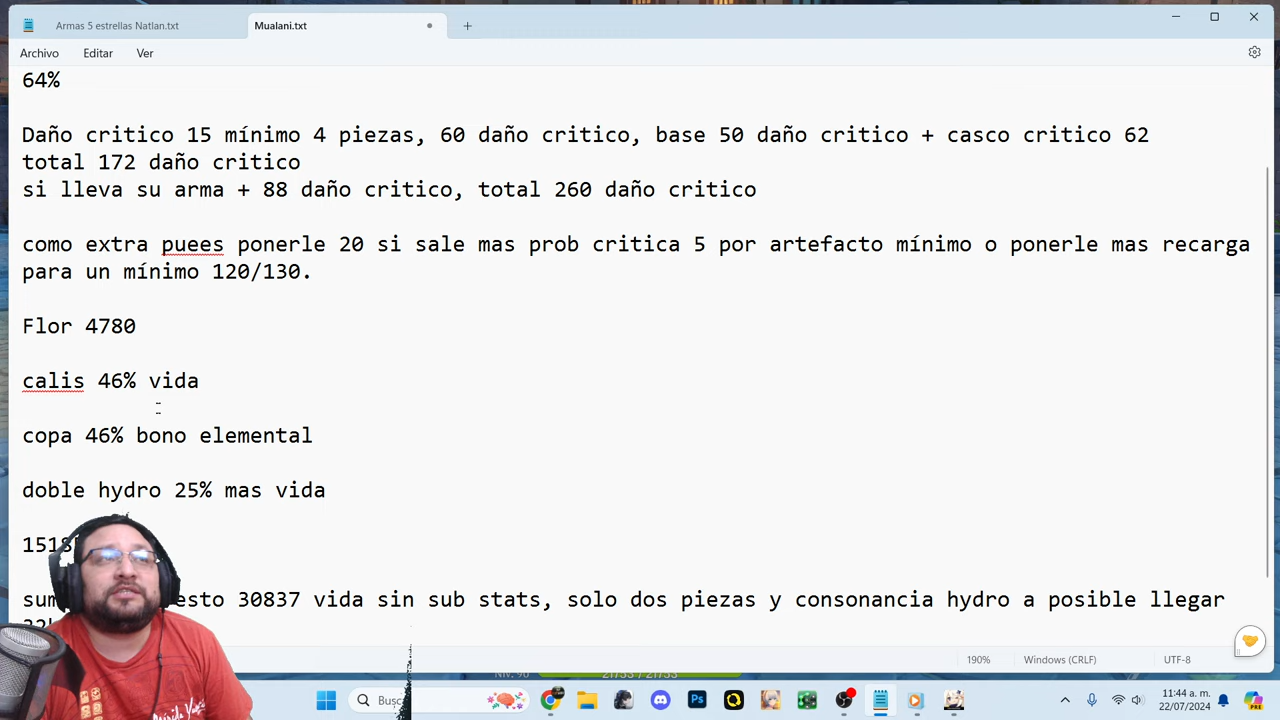 Armas 5 estrellas Natlan.txt
Mualani.txt
Archivo Editar Ver
64%
Daño critico 15 mínimo 4 piezas, 60 daño critico, base 50 daño critico + casco critico 62
total 172 daño critico
si lleva su arma + 88 daño critico, total 260 daño critico
como extra puees ponerle 20 si sale mas prob critica 5 por artefacto mínimo o ponerle mas recarga
para un mínimo 120/130.
Flor 4780
calis 46% vida
copa 46% bono elemental
doble hydro 25% mas vida
30837 vida sin sub stats, solo dos piezas y consonancia hydro a posible llegar
190% Windows (CRLF) UTF-8
NIV. 90 21753 / 21753
11:44 a. m.
22/07/2024